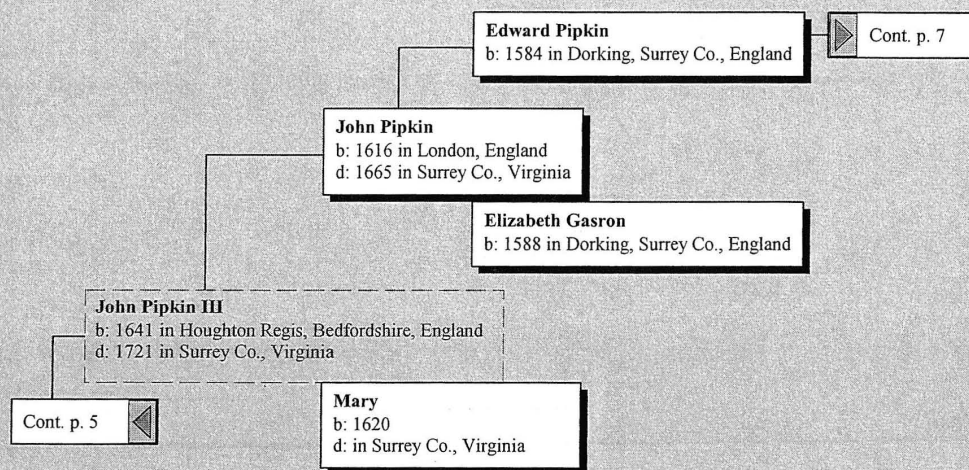 Edward Pipkin
b: 1584 in Dorking, Surrey Co., England
Cont. p. 7
John Pipkin
b: 1616 in London, England
d: 1665 in Surrey Co., Virginia
Elizabeth Gasron
b: 1588 in Dorking, Surrey Co., England
John Pipkin III
b: 1641 in Houghton Regis, Bedfordshire, England
d: 1721 in Surrey Co., Virginia
Cont. p. 5
Mary
b: 1620
d: in Surrey Co., Virginia